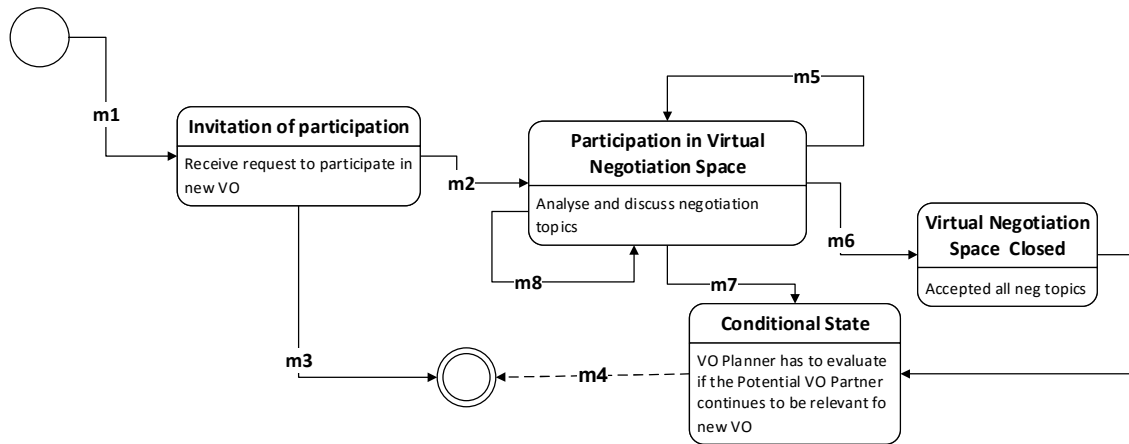 m1
Invitation of participation
Receive request to participate in
new VO
m2
m3
m5
Participation in Virtual
Negotiation Space
Analyse and discuss negotiation
topics
m8
m7
m6
Virtual Negotiation
Space Closed
Accepted all neg topics
Conditional State
VO Planner has to evaluate
if the Potential VO Partner
continues to be relevant fo
new VO
m4